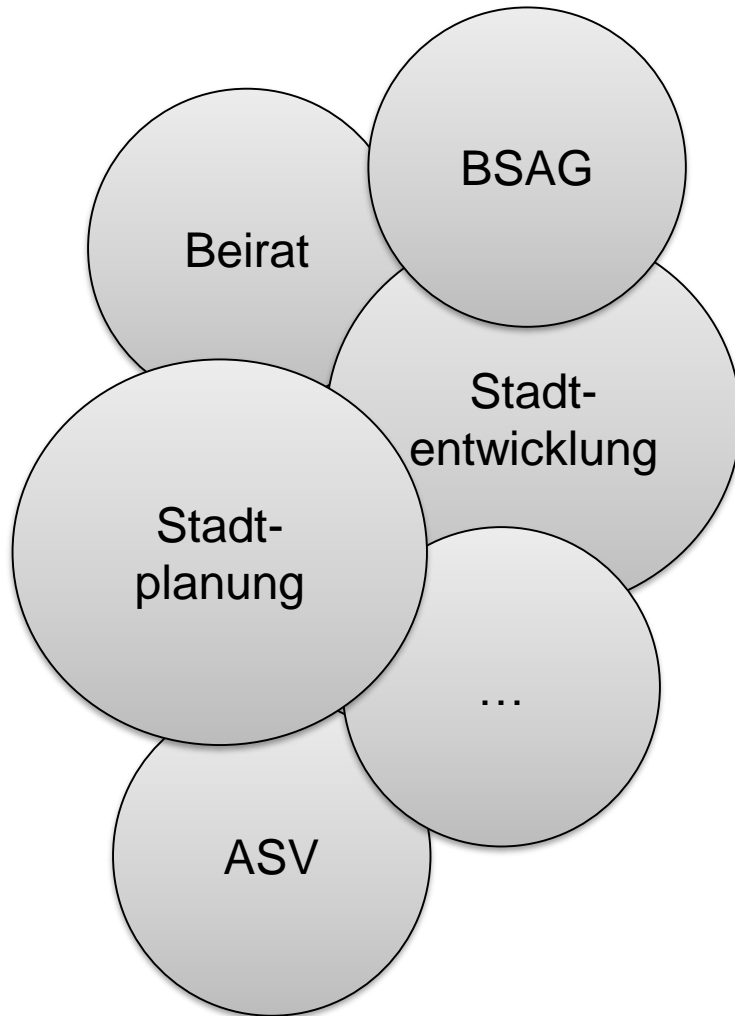 BSAG
Beirat
Stadt-
entwicklung
Stadt-
planung
…
ASV